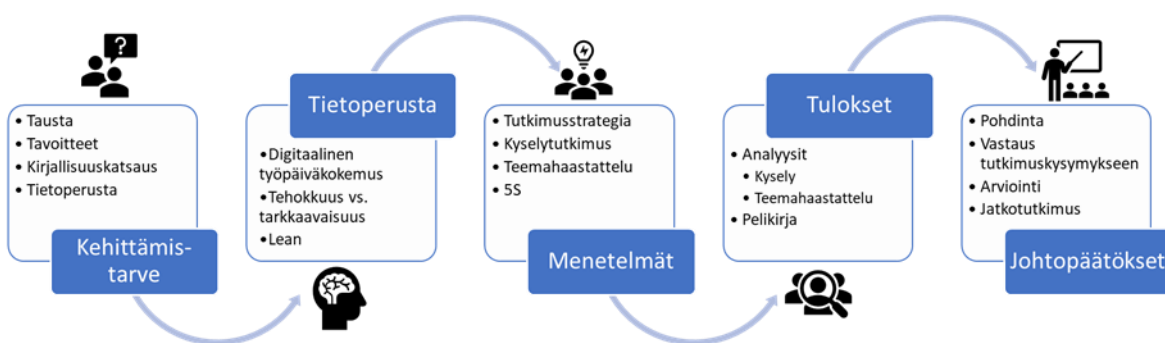 ?
• Tausta
• Tavoitteet
• Kirjallisuuskatsaus
• Tietoperusta
Kehittämis-
tarve
Tietoperusta
•Digitaalinen
työpäiväkokemus
•Tehokkuus vs.
tarkkaavaisuus
•Lean
• Tutkimusstrategia
• Kyselytutkimus
• Teemahaastattelu
• 5S
Menetelmät
Tulokset
• Analyysit
• Kysely
• Teemahaastattelu
• Pelikirja
• Pohdinta
• Vastaus
tutkimuskysymykseen
• Arviointi
• Jatkotutkimus
Johtopäätökset